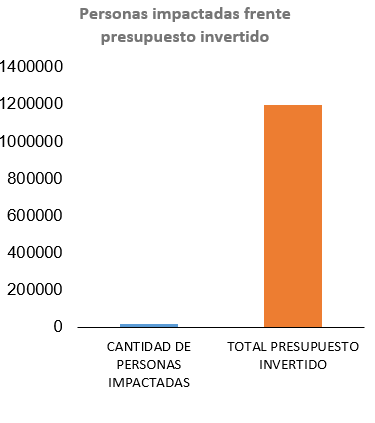 Personas impactadas frente
presupuesto invertido
1400000
1200000
1000000
800000
600000
400000
200000
0
CANTIDAD DE
PERSONAS
IMPACTADAS
TOTAL PRESUPUESTO
INVERTIDO